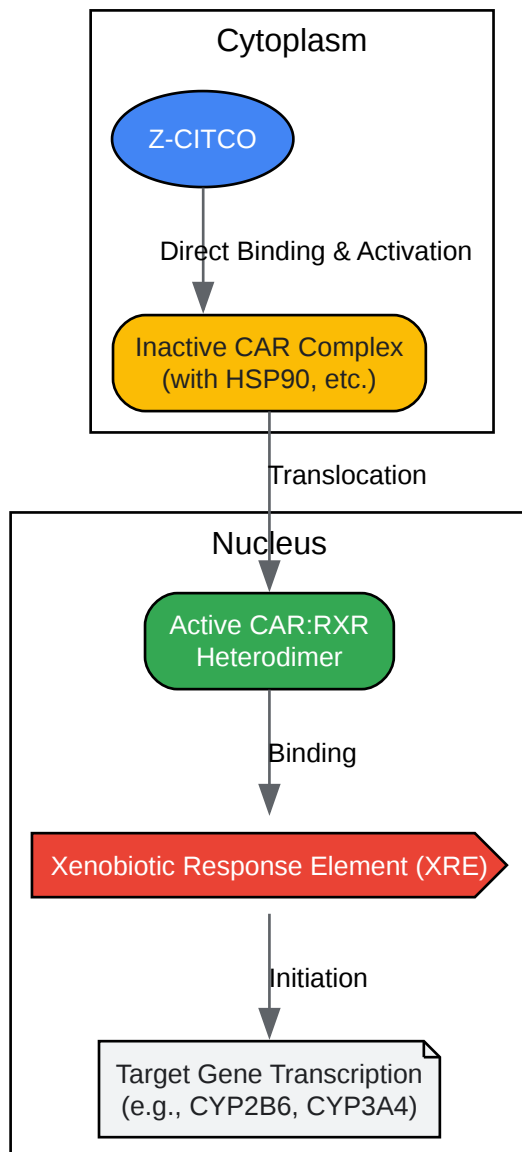 Cytoplasm
Z-CITCO
Direct Binding & Activation
Inactive CAR Complex
(with HSP90, etc.)
Translocation
Nucleus
Active CAR:RXR
Heterodimer
Binding
Xenobiotic Response Element (XRE)
Initiation
Target Gene Transcription
(e.g., CYP2B6, CYP3A4)